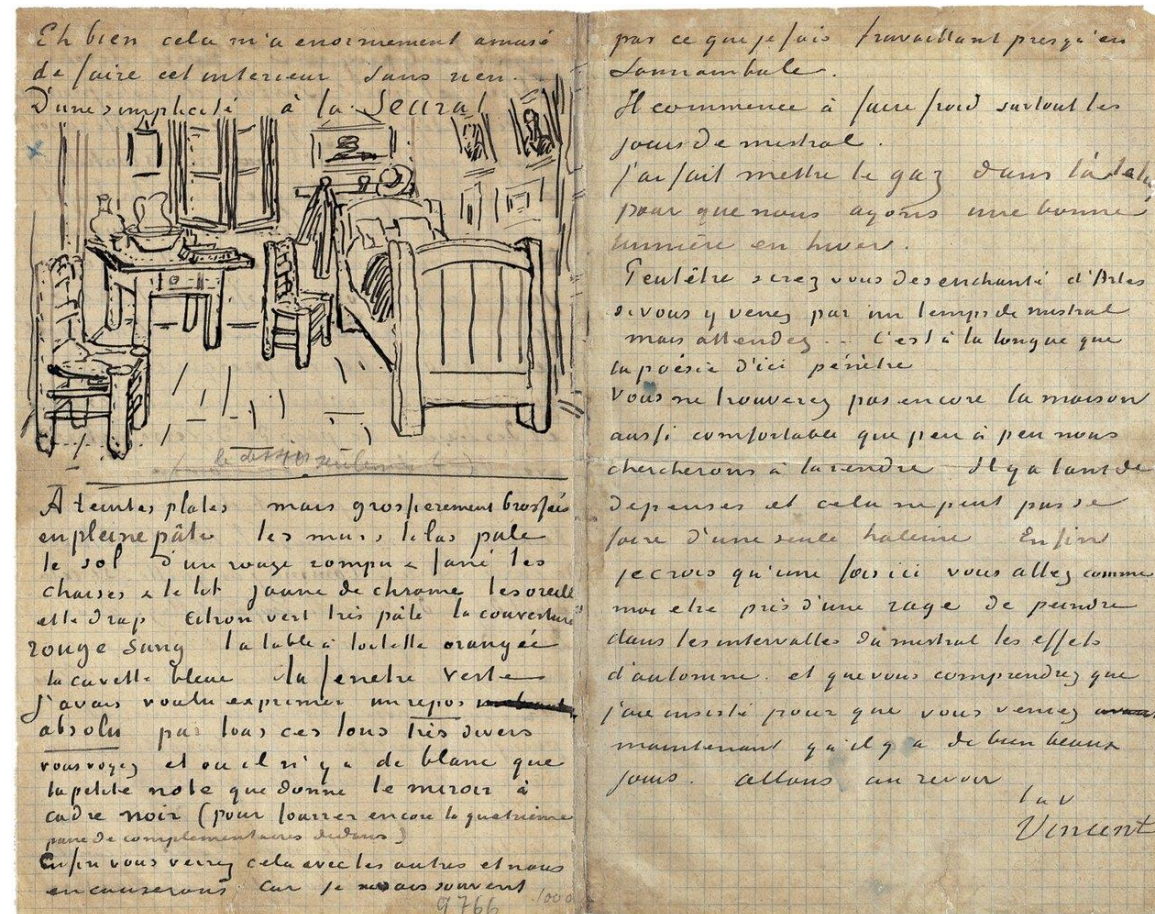 Eh bien cela m'a enormement amusé
de faire cet interieur sans rien.
D'une simplicité à la Seurat
le dessin seulement
A teintes plates mais grossierement brossées
en pleine pâte les murs lilas pale
le sol d'un rouge rompu & fané les
chaises & le lit jaune de chrome les oreill
et le drap citron vert très pâle la couverture
rouge sang la table à toilette orangée
la cuvette bleue la fenetre verte
J'avais voulu exprimer un repos
absolu par tous ces tons très divers
vous voyez et où il n'y a de blanc que
la petite note que donne le miroir à
cadre noir (pour fourrer encore la quatrième
paire de complementaires dedans)
Enfin vous verrez cela avec les autres et nous
en causerons car je ne sais souvent
9766 1000
par ce que je fais travaillant presqu'en
somnambule.
Il commence à faire froid surtout les
jours de mistral.
J'ai fait mettre le gaz dans l'atel
pour que nous ayons une bonne
lumière en hiver.
Peutêtre serez vous desenchanté d'Arles
si vous y venez par un temps de mistral
mais attendez... C'est à la longue que
la poésie d'ici pénètre
Vous ne trouverez pas encore la maison
aussi comfortable que peu à peu nous
chercherons à la rendre Il y a tant de
depenses et cela ne peut pas se
faire d'une seule haleine Enfin
je crois qu'une fois ici vous allez comme
moi etre pris d'une rage de peindre
dans les intervalles du mistral les effets
d'automne. et que vous comprendrez que
j'aie insisté pour que vous veniez
maintenant qu'il y a de bien beaux
jours. allons au revoir
t à v
Vincent